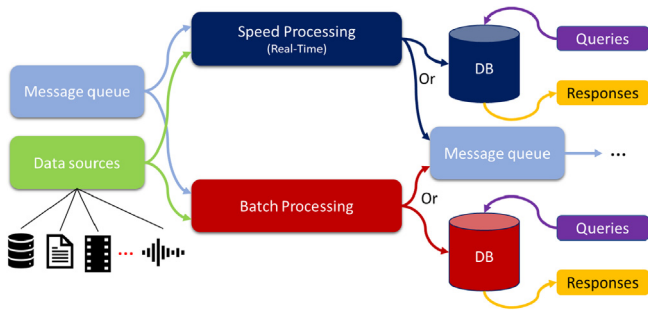 Speed Processing
(Real-Time)
Queries
DB
Message queue
Or
Responses
Data sources
Message queue
...
Batch Processing
Or
Queries
DB
...
Responses